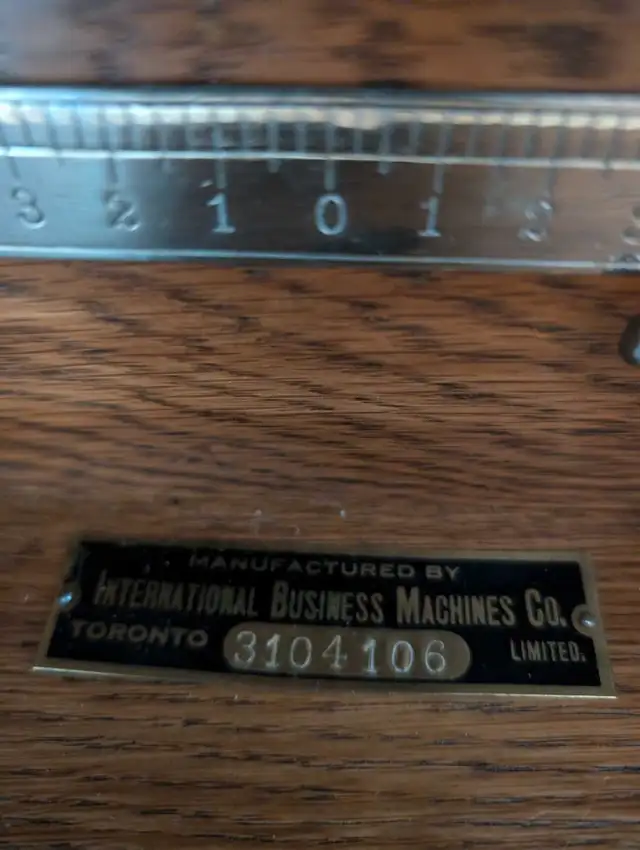 3 2 1 0 1 2
MANUFACTURED BY
INTERNATIONAL BUSINESS MACHINES CO.
TORONTO 3104106 LIMITED.